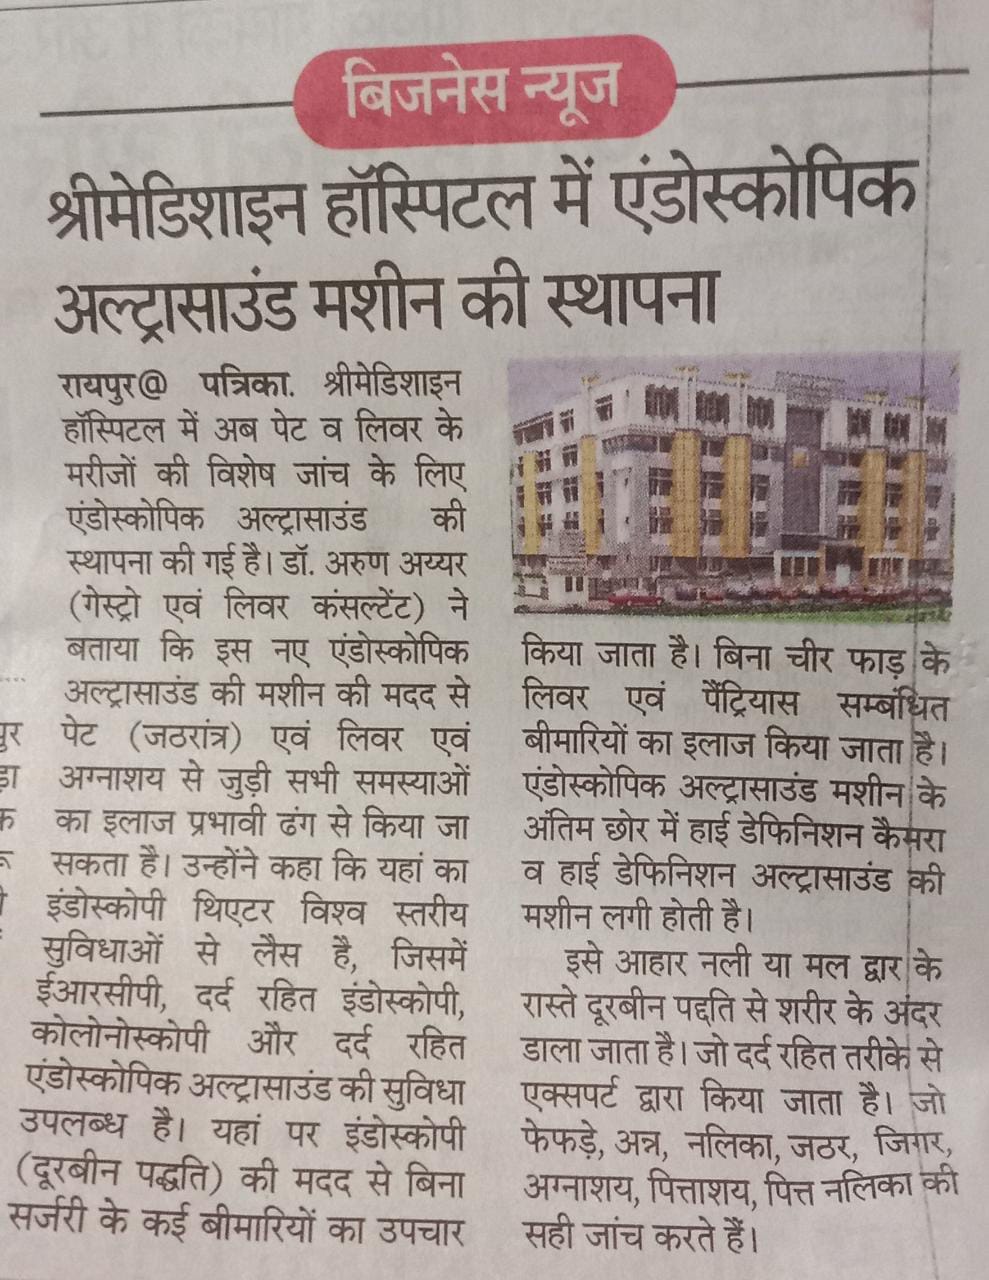 बिजनेस न्यूज
श्रीमेडिशाइन हॉस्पिटल में एंडोस्कोपिक
अल्ट्रासाउंड मशीन की स्थापना
रायपुर@ पत्रिका. श्रीमेडिशाइन
हॉस्पिटल में अब पेट व लिवर के
मरीजों की विशेष जांच के लिए
एंडोस्कोपिक अल्ट्रासाउंड की
स्थापना की गई है। डॉ. अरुण अय्यर
(गेस्ट्रो एवं लिवर कंसल्टेंट) ने
बताया कि इस नए एंडोस्कोपिक
अल्ट्रासाउंड की मशीन की मदद से
पेट (जठरांत्र) एवं लिवर एवं
अग्नाशय से जुड़ी सभी समस्याओं
का इलाज प्रभावी ढंग से किया जा
सकता है। उन्होंने कहा कि यहां का
इंडोस्कोपी थिएटर विश्व स्तरीय
सुविधाओं से लैस है, जिसमें
ईआरसीपी, दर्द रहित इंडोस्कोपी,
कोलोनोस्कोपी और दर्द रहित
एंडोस्कोपिक अल्ट्रासाउंड की सुविधा
उपलब्ध है। यहां पर इंडोस्कोपी
(दूरबीन पद्धति) की मदद से बिना
सर्जरी के कई बीमारियों का उपचार
किया जाता है। बिना चीर फाड़ के
लिवर एवं पैंट्रियास सम्बंधित
बीमारियों का इलाज किया जाता है।
एंडोस्कोपिक अल्ट्रासाउंड मशीन के
अंतिम छोर में हाई डेफिनिशन कैमरा
व हाई डेफिनिशन अल्ट्रासाउंड की
मशीन लगी होती है।
इसे आहार नली या मल द्वार के
रास्ते दूरबीन पद्दति से शरीर के अंदर
डाला जाता है। जो दर्द रहित तरीके से
एक्सपर्ट द्वारा किया जाता है। जो
फेफड़े, अन्न, नलिका, जठर, जिगर,
अग्नाशय, पित्ताशय, पित्त नलिका की
सही जांच करते हैं।